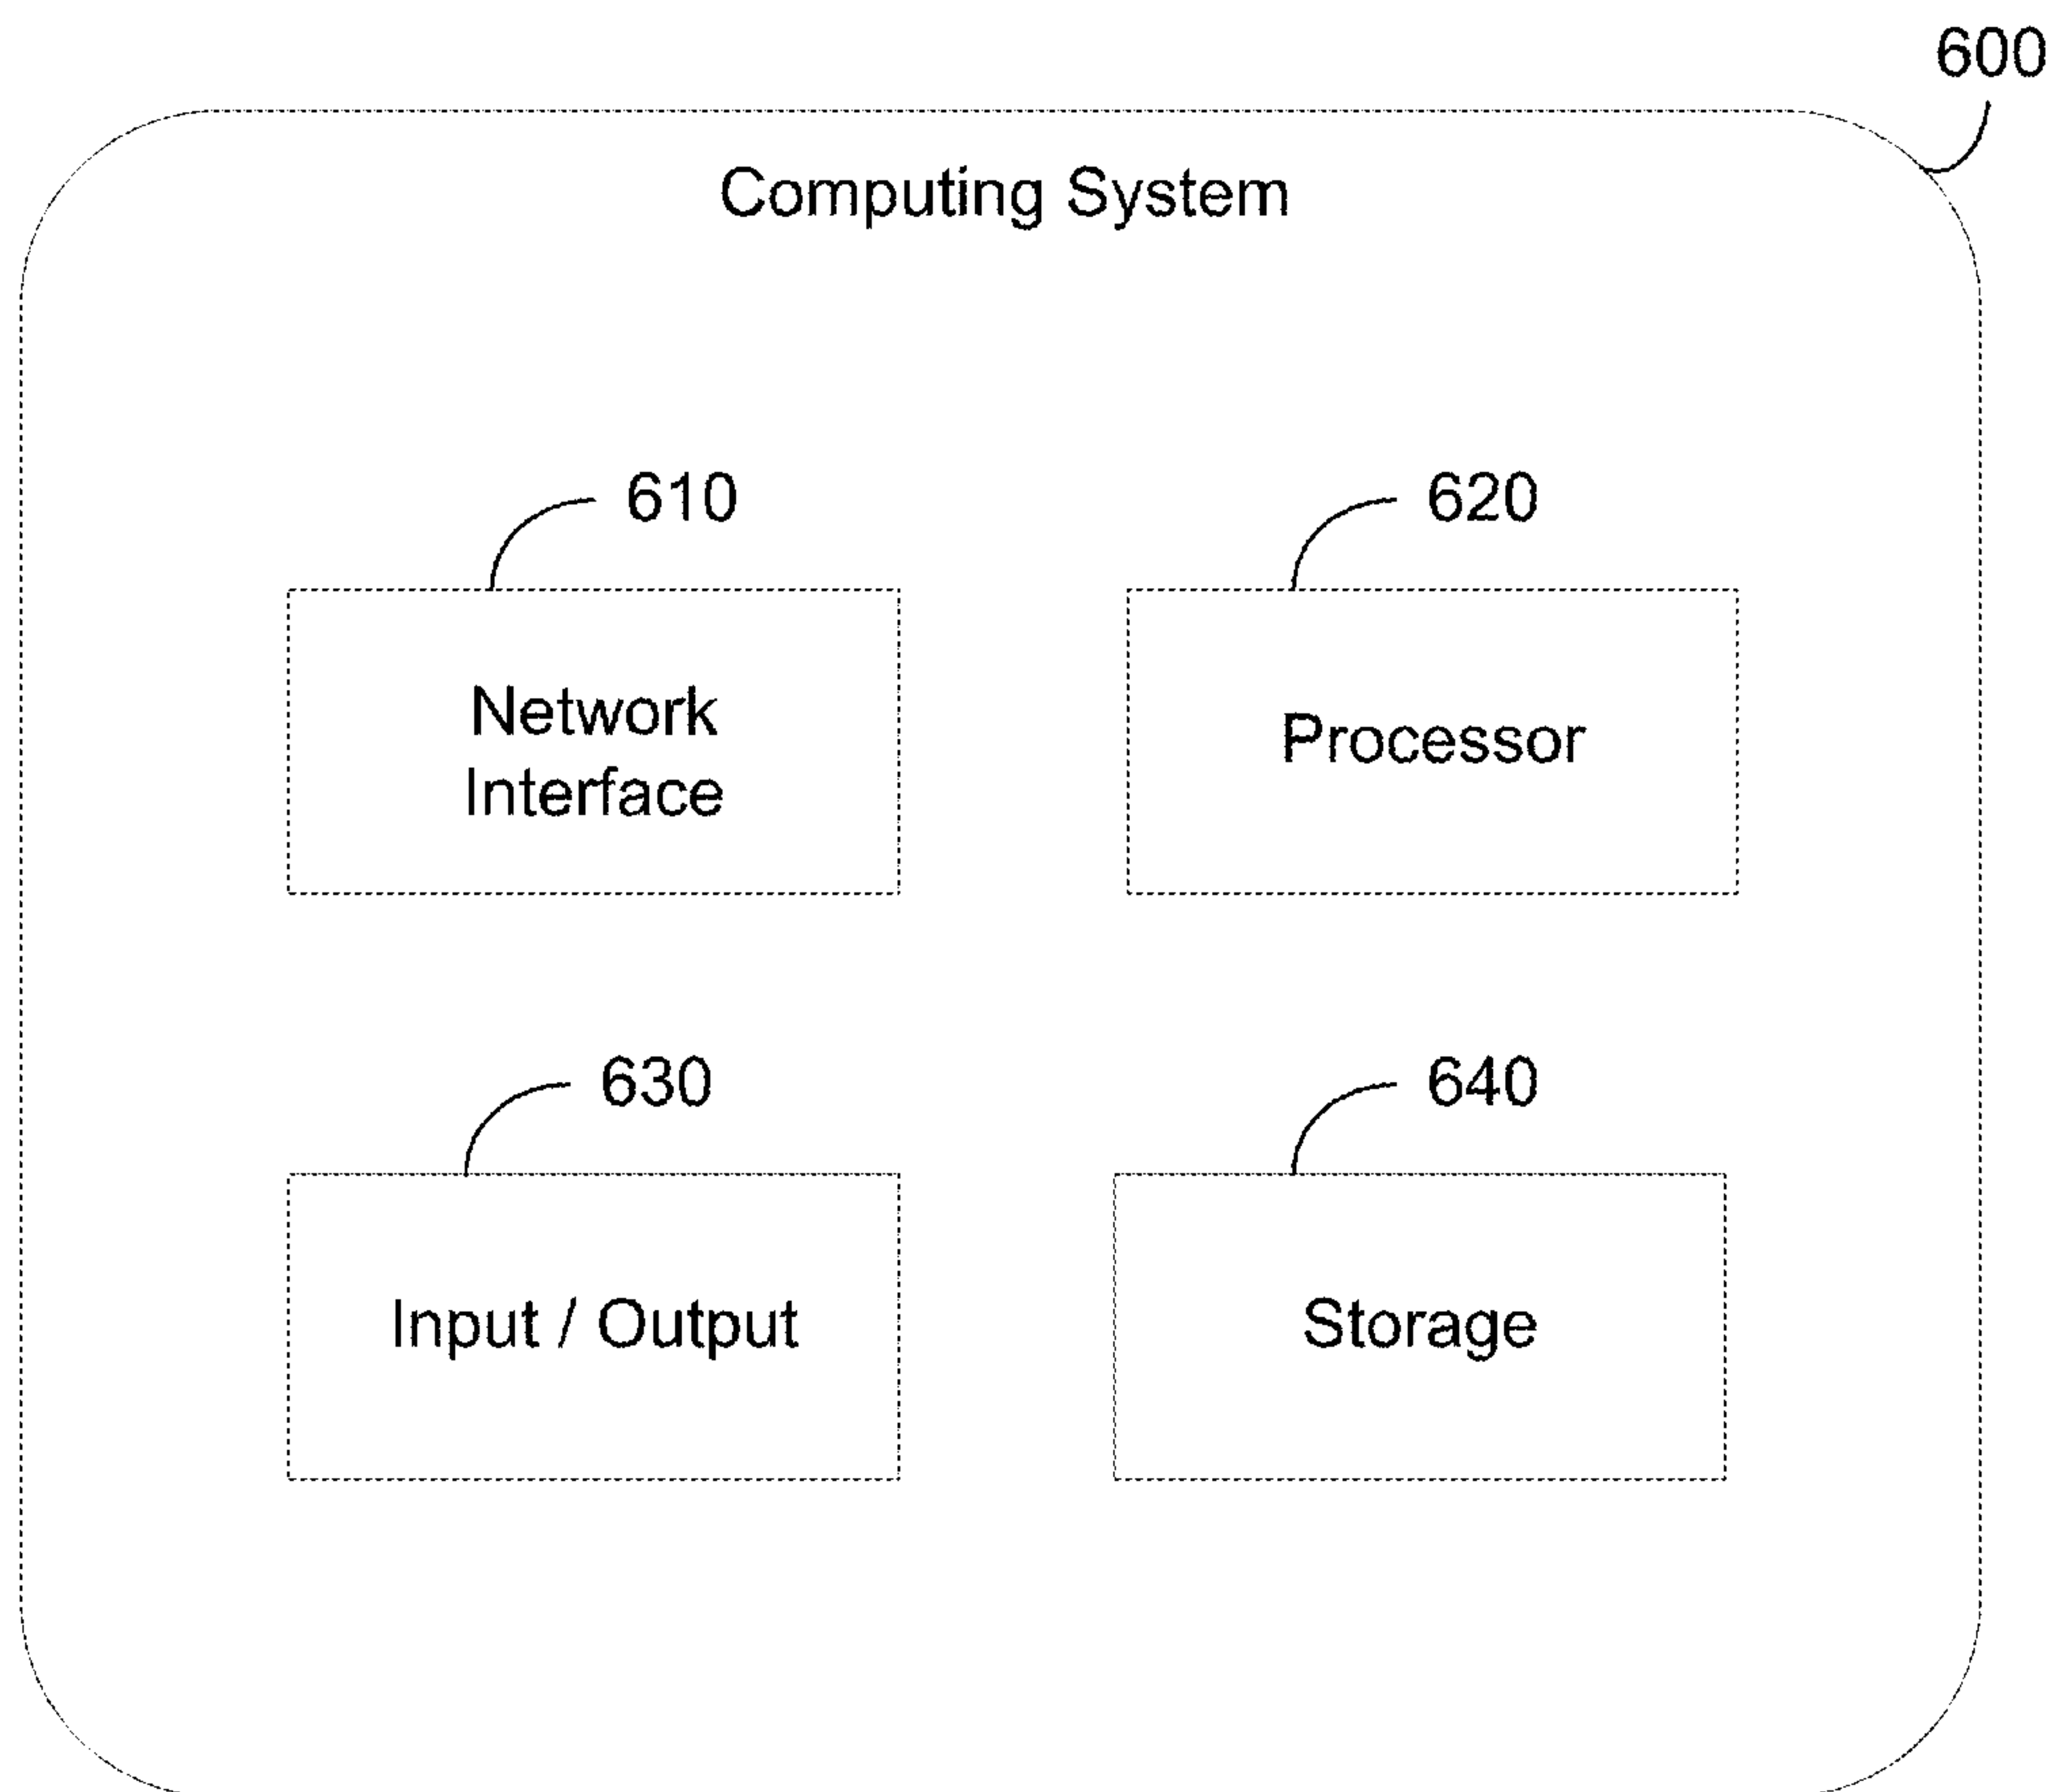 600
Computing System
610
620
Network
Interface
Processor
630
640
Input / Output
Storage